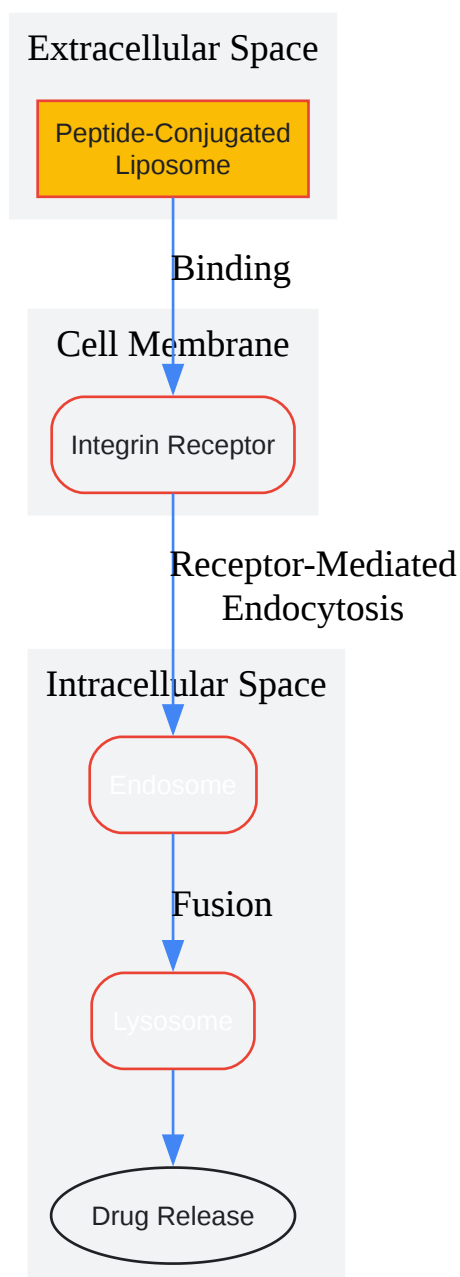 Extracellular Space
Peptide-Conjugated
Liposome
Binding
Cell Membrane
Integrin Receptor
Receptor-Mediated
Endocytosis
Intracellular Space
Endosome
Fusion
Lysosome
Drug Release